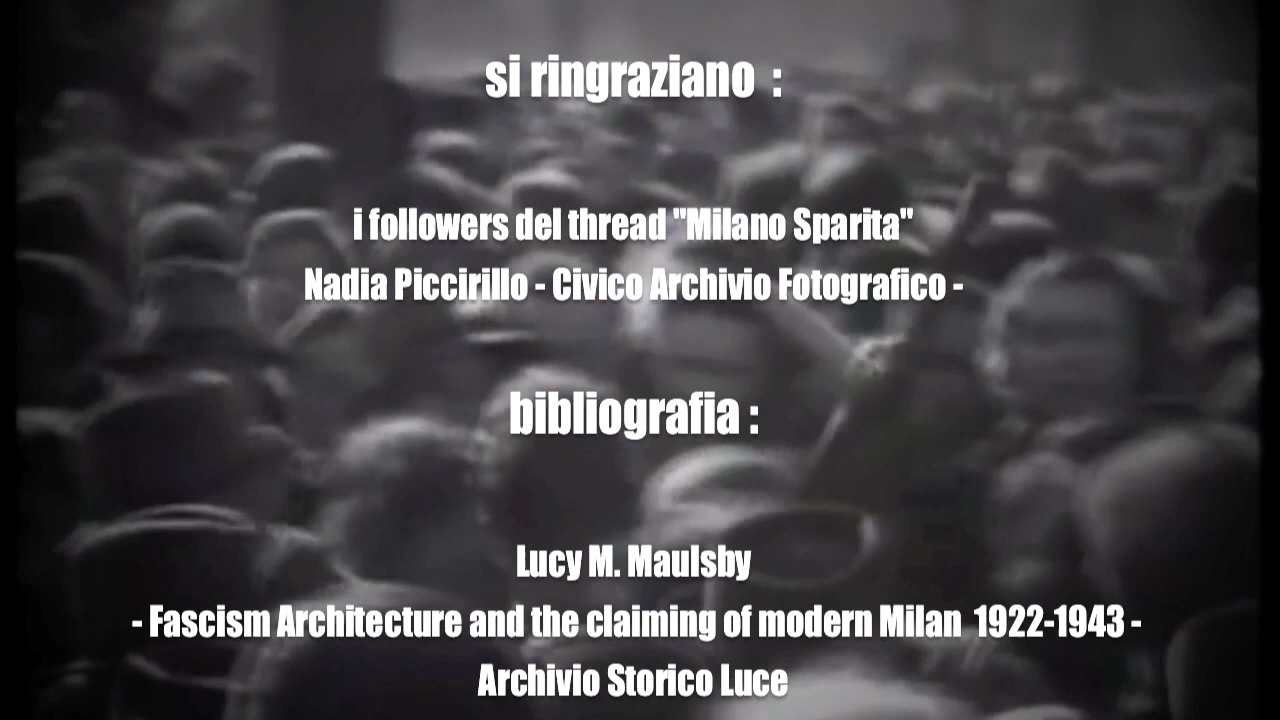 si ringraziano :
i followers del thread "Milano Sparita"
Nadia Piccirillo - Civico Archivio Fotografico -
bibliografia :
Lucy M. Maulsby
- Fascism Architecture and the claiming of modern Milan 1922-1943 -
Archivio Storico Luce